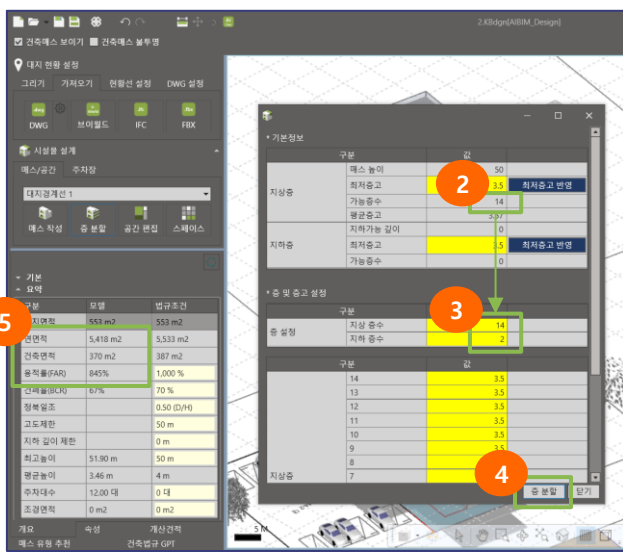 2.KBdgn[AIBIM_Design]
건축매스 보이기 건축매스 불투명
대지 현황 설정
그리기 가져오기 현황선 설정 DWG 설정
DWG 브이월드 IFC FBX
시설물 설계
매스/공간 주차장
대지경계선 1
매스 작성 층 분할 공간 편집 스페이스
기본
요약
구분 모델 법규조건
대지면적 553 m2 553 m2
연면적 5,418 m2 5,533 m2
건축면적 370 m2 387 m2
용적률(FAR) 845% 1,000 %
건폐율(BCR) 67% 70 %
정북일조 0.50 (D/H)
고도제한 50 m
지하 깊이 제한 0 m
최고높이 51.90 m 50 m
평균높이 3.46 m 4 m
주차대수 12.00 대 0 대
조경면적 0 m2 0 m2
개요 속성 개산견적
매스 유형 추천 건축법규 GPT
5
5 M
• 기본정보
구분 값
지상층
매스 높이 50
최저층고 3.5 최저층고 반영
가능층수 14
평균층고 3.57
지하층
지하가능 깊이 0
최저층고 3.5 최저층고 반영
가능층수 0
2
• 층 및 층고 설정
구분
3
층 설정
지상 층수 14
지하 층수 2
구분 값
14 3.5
13 3.5
12 3.5
11 3.5
10 3.5
9 3.5
8
지상층 7
4
층 분할 닫기